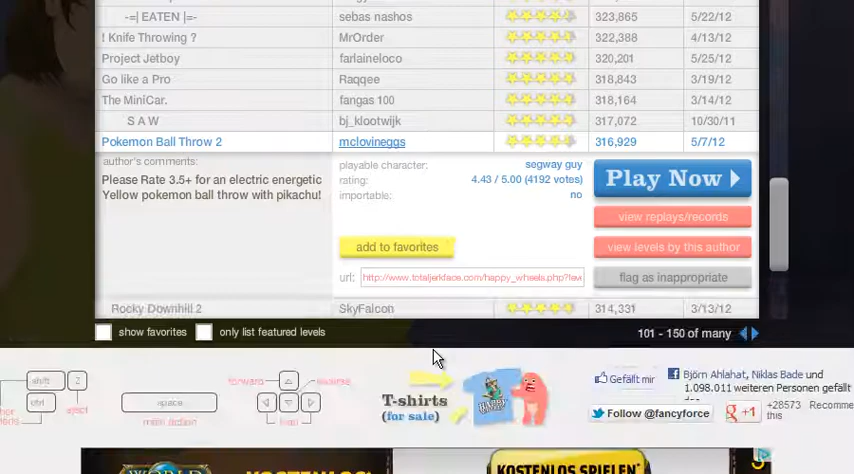 -=| EATEN |=- sebas nashos 323,865 5/22/12
! Knife Throwing ? MrOrder 322,388 4/13/12
Project Jetboy farlaineloco 320,201 5/25/12
Go like a Pro Raqqee 318,843 3/19/12
The MiniCar. fangas 100 318,164 3/14/12
S A W bj_klootwijk 317,072 10/30/11
Pokemon Ball Throw 2 mclovineggs 316,929 5/7/12
author's comments:
Please Rate 3.5+ for an electric energetic
Yellow pokemon ball throw with pikachu!
playable character: segway guy
rating: 4.43 / 5.00 (4192 votes)
importable: no
Play Now
view replays/records
add to favorites
view levels by this author
url: http://www.totaljerkface.com/happy_wheels.php?lev
flag as inappropriate
Rocky Downhill 2 SkyFalcon 314,331 3/13/12
show favorites only list featured levels 101 - 150 of many
shift Z
ctrl eject
space
forward reverse
lean
T-shirts
(for sale)
Gefällt mir
Björn Ahlahat, Niklas Bade und
1.098.011 weiteren Personen gefällt
Follow @fancyforce
+1 +28573 Recomme
this
WORLD KOSTENLOS
KOSTENLOS SPIELEN*